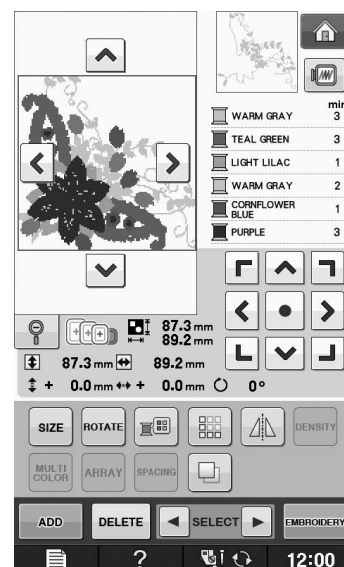 min
WARM GRAY 3
TEAL GREEN 3
LIGHT LILAC 1
WARM GRAY 2
CORNFLOWER
BLUE 1
PURPLE 3
87.3 mm
89.2 mm
87.3 mm 89.2 mm
+ 0.0 mm + 0.0 mm 0°
SIZE ROTATE DENSITY
MULTI
COLOR ARRAY SPACING
ADD DELETE SELECT EMBROIDERY
? 12:00